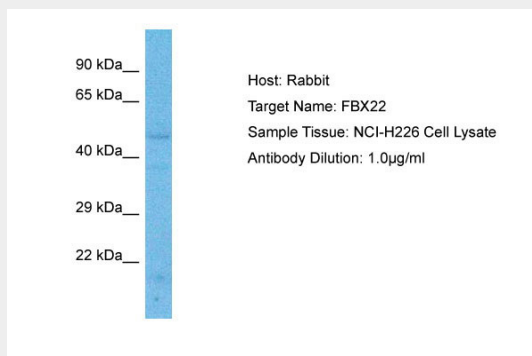 90 kDa__
65 kDa__
40 kDa__
29 kDa__
22 kDa__
Host: Rabbit
Target Name: FBX22
Sample Tissue: NCI-H226 Cell Lysate
Antibody Dilution: 1.0µg/ml